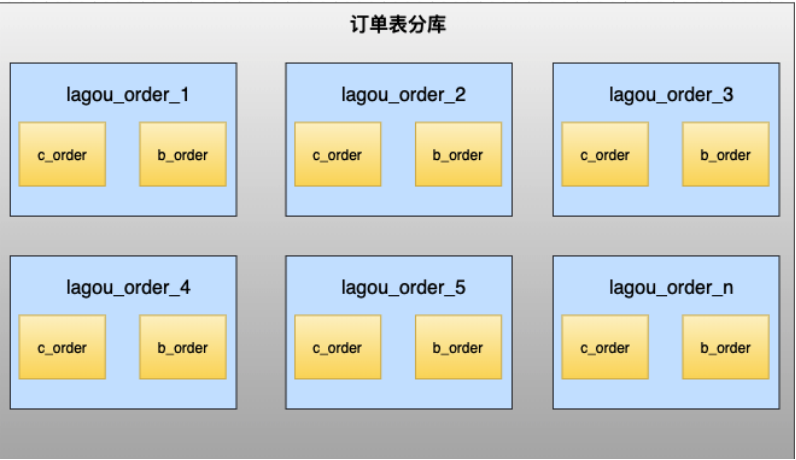 订单表分库
lagou_order_1
lagou_order_2
lagou_order_3
c_order
b_order
c_order
b_order
c_order
b_order
lagou_order_4
lagou_order_5
lagou_order_n
c_order
b_order
c_order
b_order
c_order
b_order